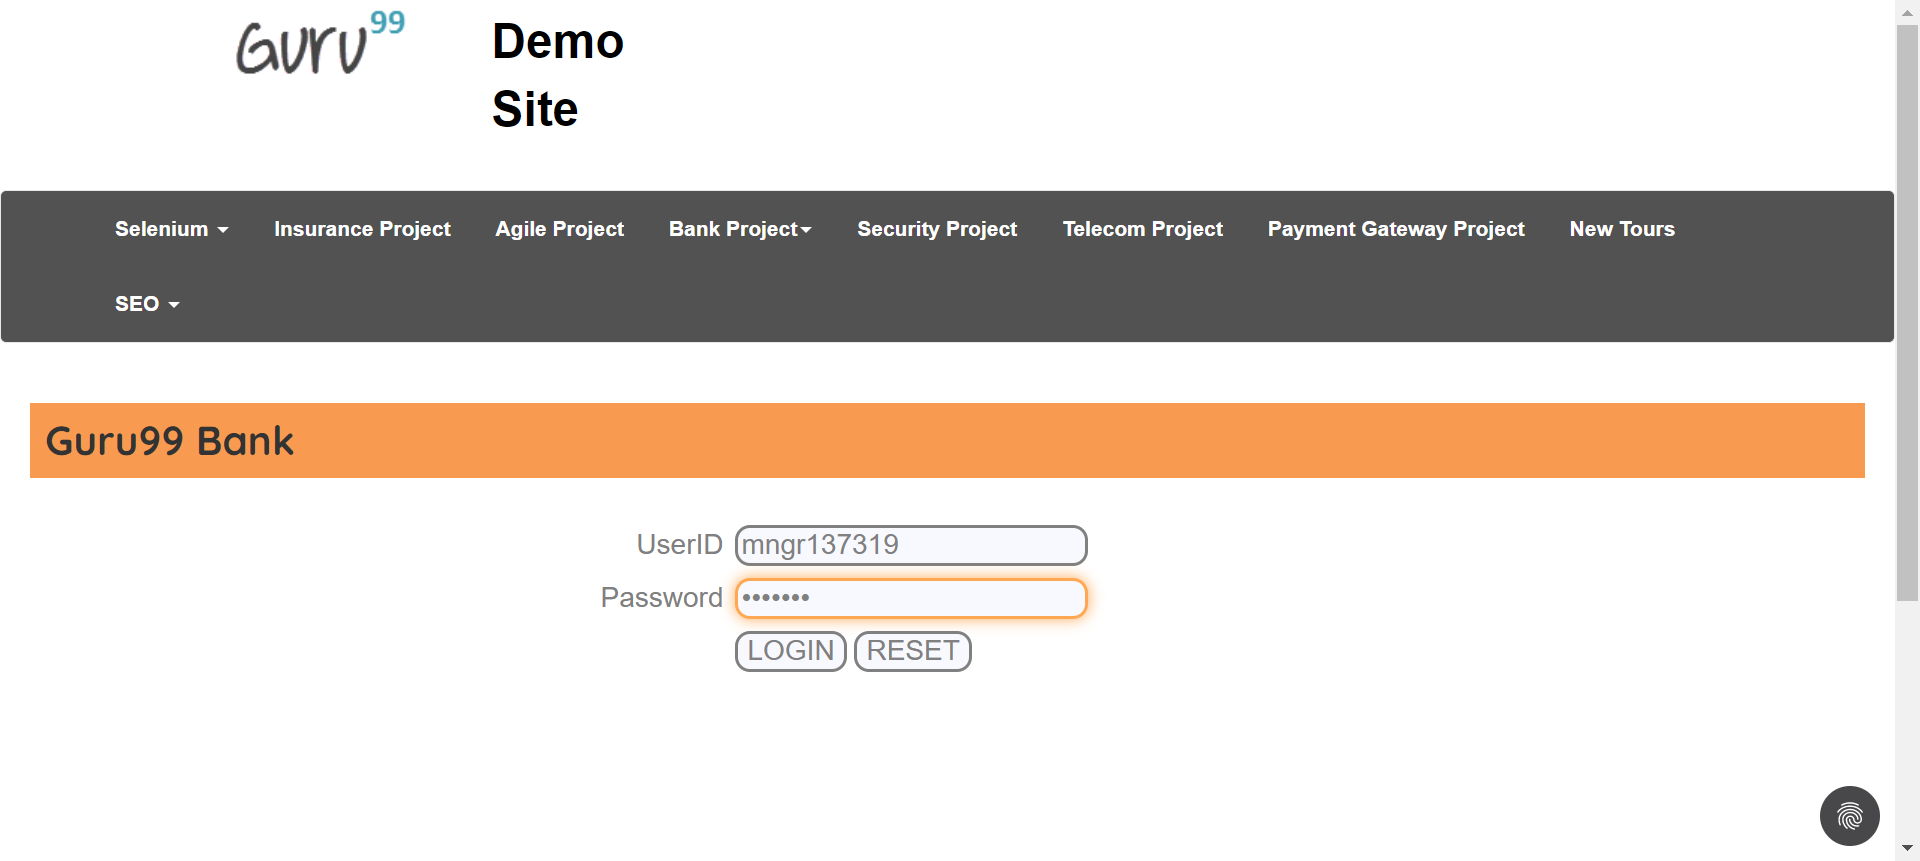 Guru99
Demo
Site
Selenium Insurance Project Agile Project Bank Project Security Project Telecom Project Payment Gateway Project New Tours
SEO
Guru99 Bank
UserID mngr137319
Password •••••••
LOGIN RESET